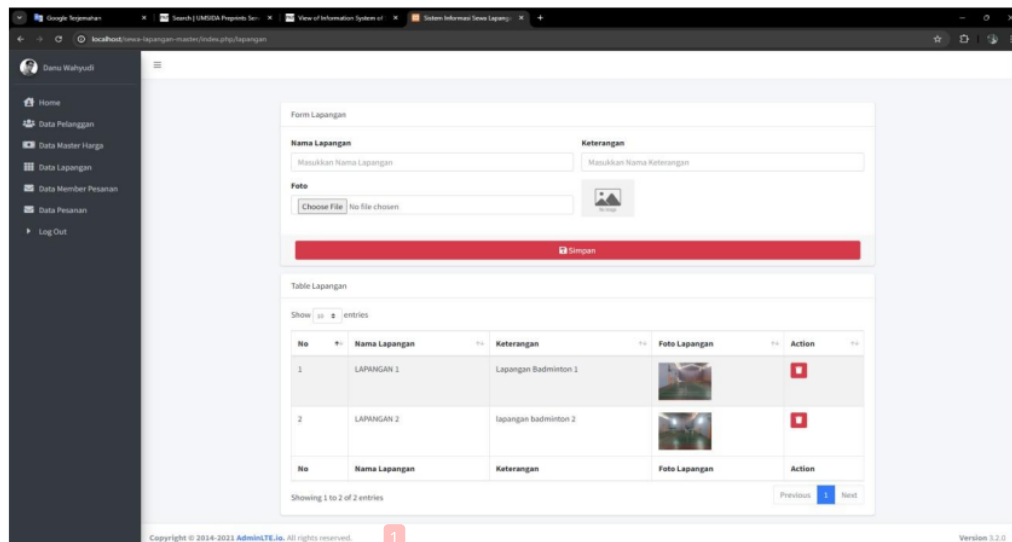 Google Terjemahan
Search | UMSIDA Preprints Ser
View of Information System of
Sistem Informasi Sewa Lapang
localhost/sewa-lapangan-master/index.php/lapangan
Danu Wahyudi
Home
Data Pelanggan
Data Master Harga
Data Lapangan
Data Member Pesanan
Data Pesanan
Log Out
Form Lapangan
Nama Lapangan Keterangan
Masukkan Nama Lapangan Masukkan Nama Keterangan
Foto
Choose File No file chosen
No Image
Simpan
Table Lapangan
Show 10 entries
No Nama Lapangan Keterangan Foto Lapangan Action
1 LAPANGAN 1 Lapangan Badminton 1
2 LAPANGAN 2 lapangan badminton 2
No Nama Lapangan Keterangan Foto Lapangan Action
Showing 1 to 2 of 2 entries Previous 1 Next
Copyright © 2014-2021 AdminLTE.io. All rights reserved. 1 Version 3.2.0